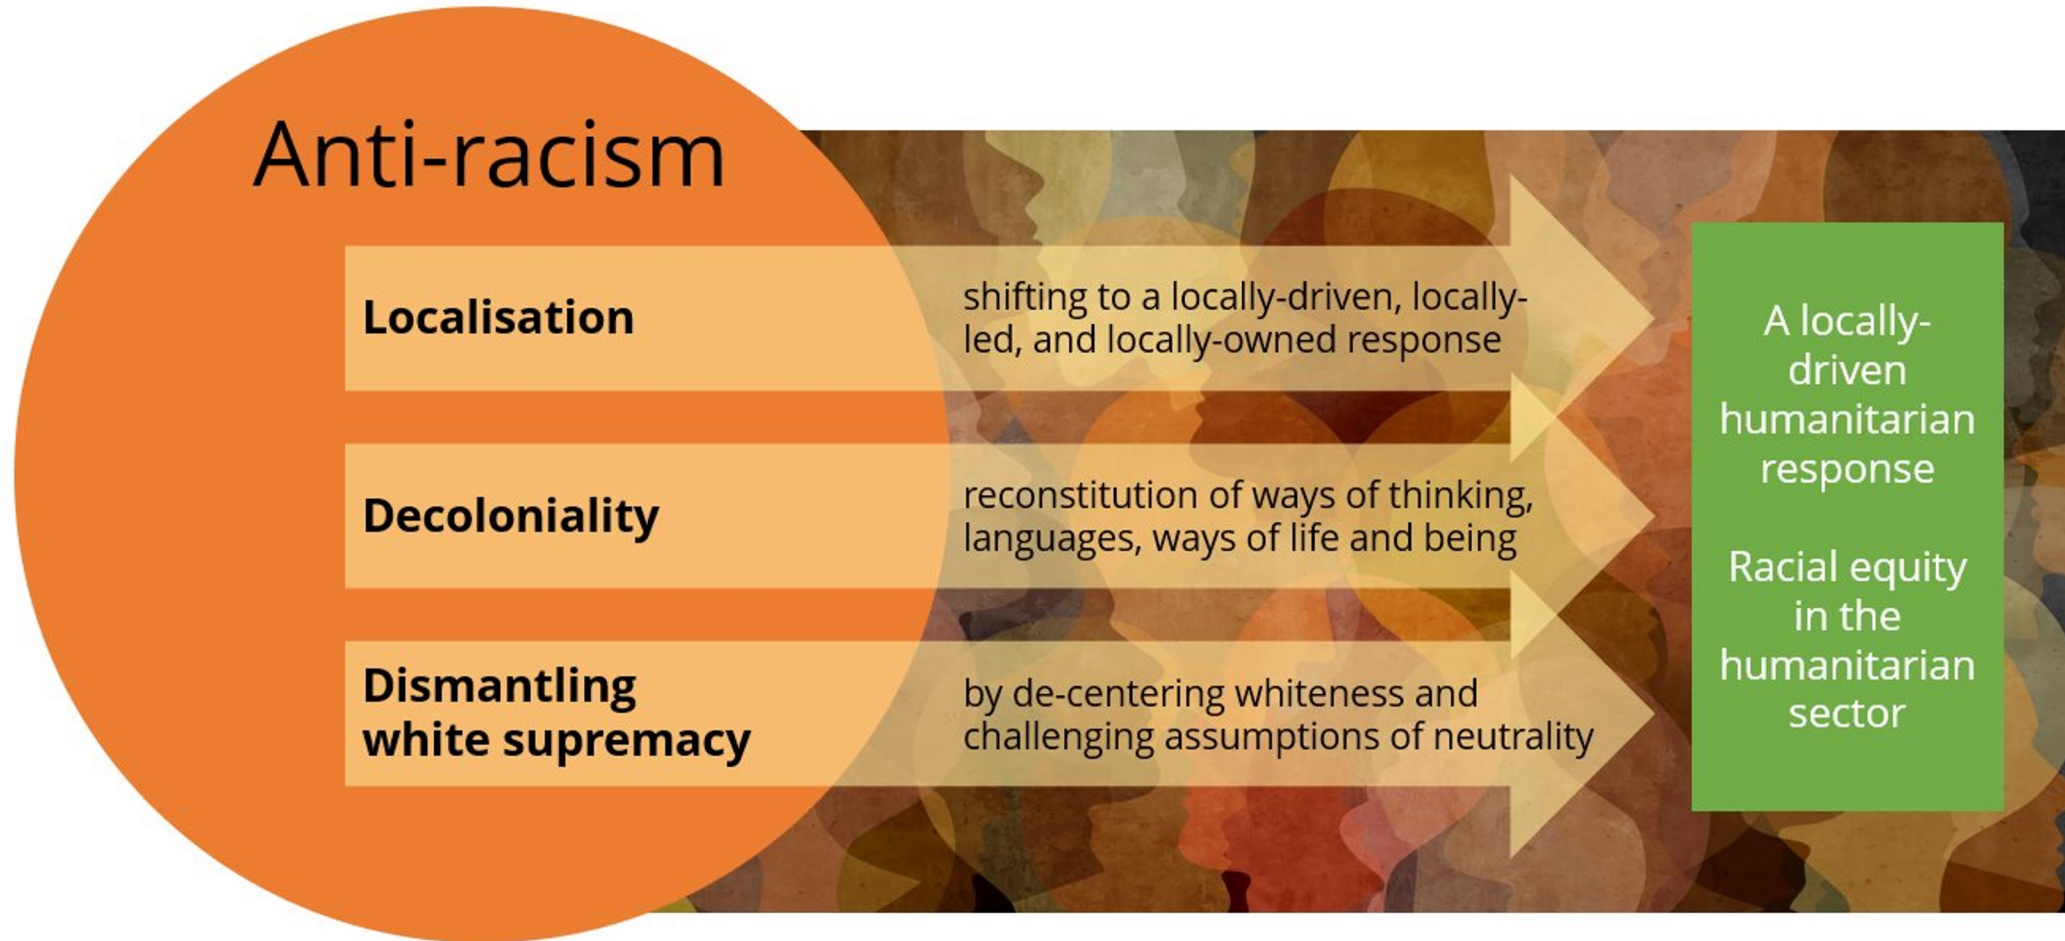 Anti-racism
Localisation
shifting to a locally-driven, locally-
led, and locally-owned response
Decoloniality
reconstitution of ways of thinking,
languages, ways of life and being
Dismantling
white supremacy
by de-centering whiteness and
challenging assumptions of neutrality
A locally-
driven
humanitarian
response
Racial equity
in the
humanitarian
sector